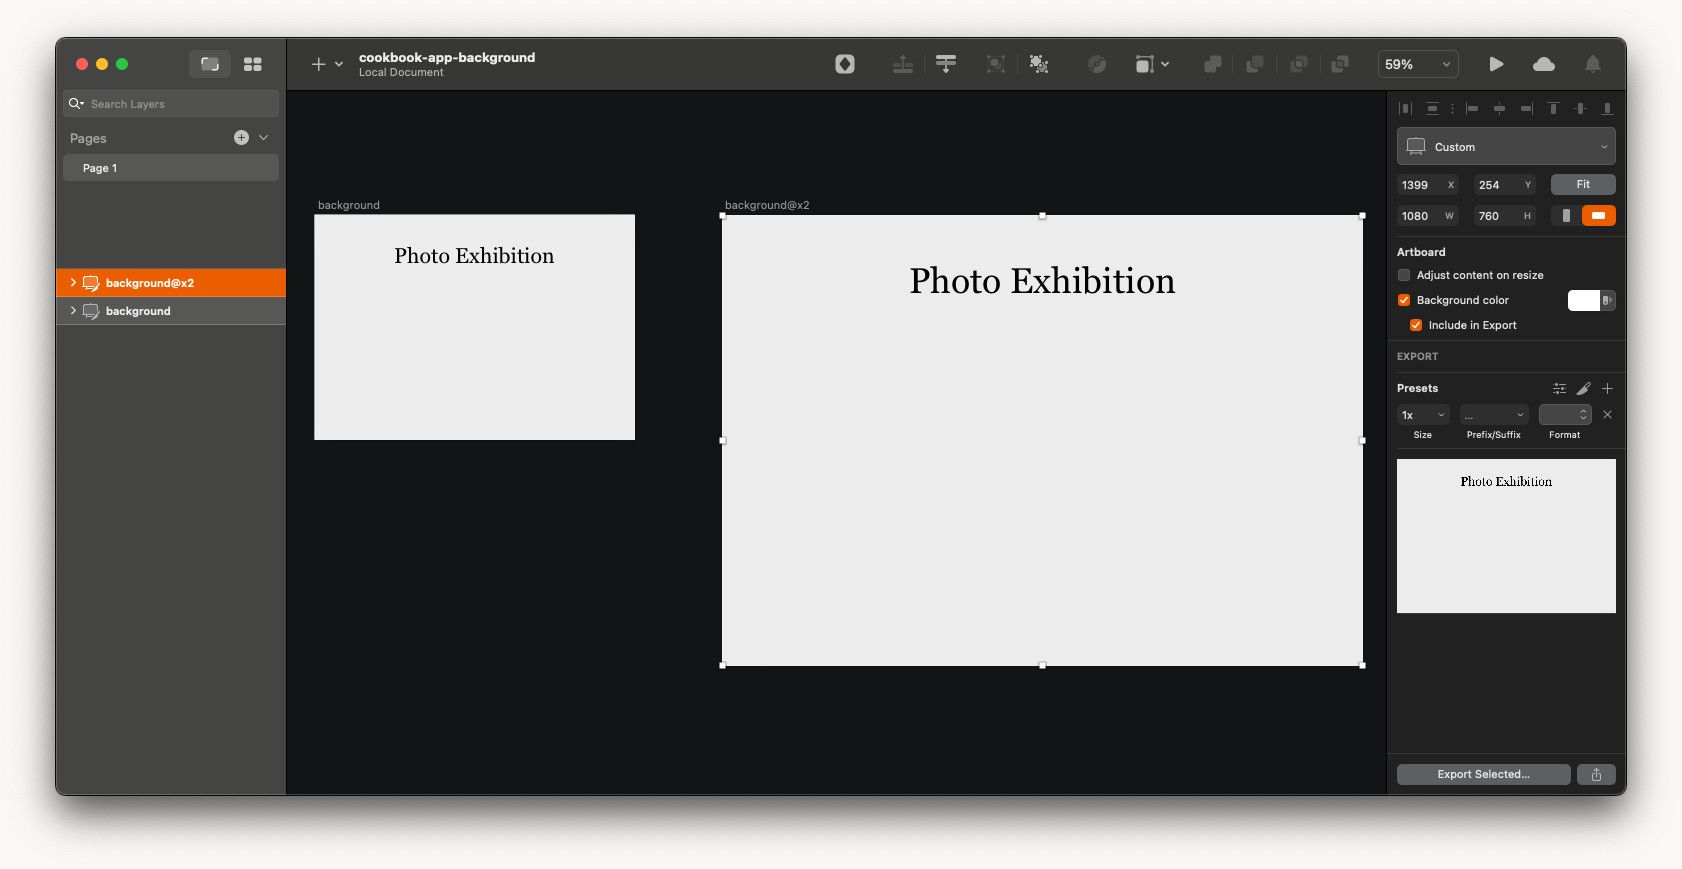 cookbook-app-background
Local Document
59%
Search Layers
Pages
Page 1
background@x2
background
background
Photo Exhibition
background@x2
Photo Exhibition
Custom
1399 X
254 Y
Fit
1080 W
760 H
Artboard
Adjust content on resize
Background color
Include in Export
EXPORT
Presets
1x
...
Size
Prefix/Suffix
Format
Photo Exhibition
Export Selected...